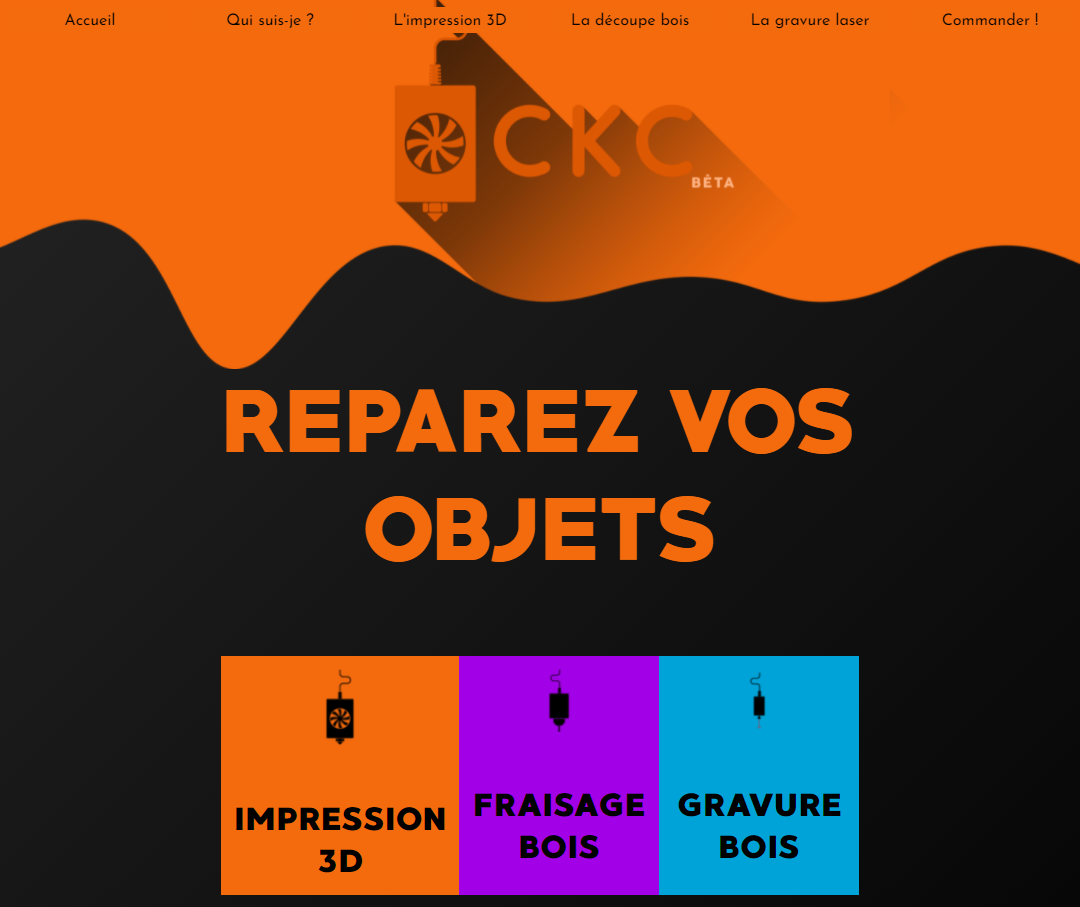 Accueil Qui suis-je ? L'impression 3D La découpe bois La gravure laser Commander !
CKC
BÊTA
REPAREZ VOS
OBJETS
IMPRESSION
3D
FRAISAGE
BOIS
GRAVURE
BOIS